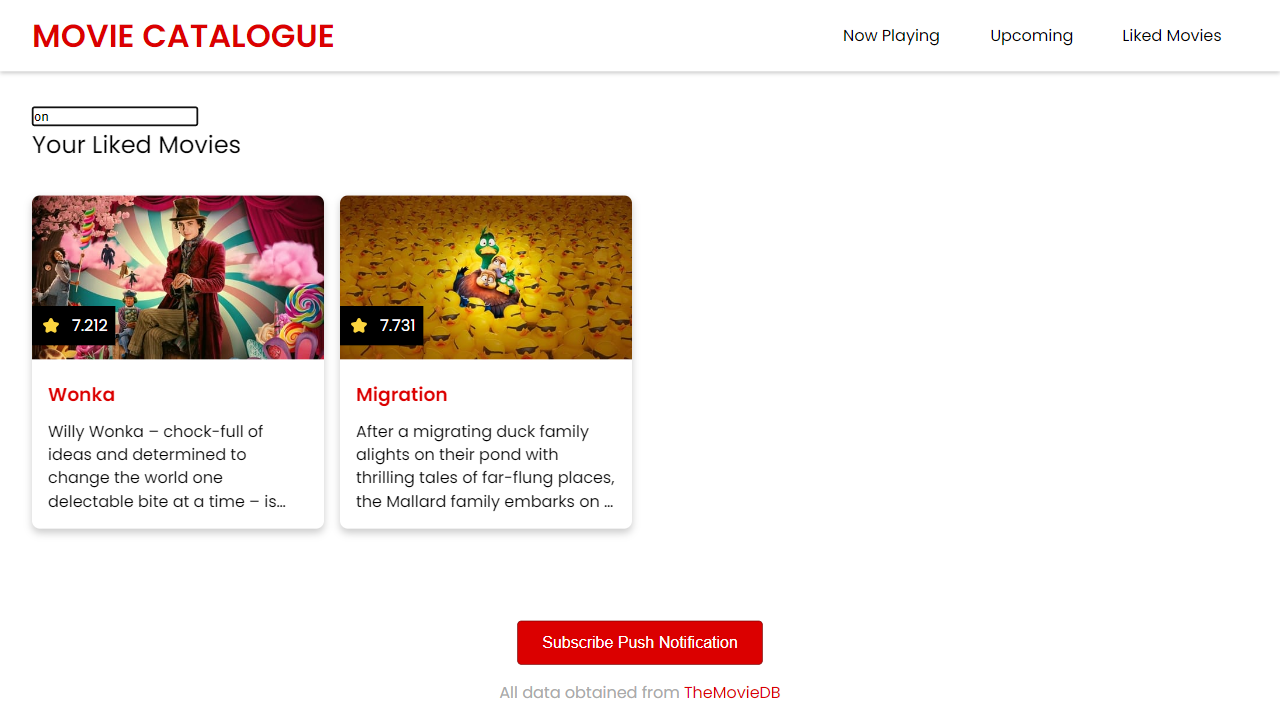 MOVIE CATALOGUE
Now Playing
Upcoming
Liked Movies
on
Your Liked Movies
7.212
Wonka
Willy Wonka – chock-full of
ideas and determined to
change the world one
delectable bite at a time – is…
7.731
Migration
After a migrating duck family
alights on their pond with
thrilling tales of far-flung places,
the Mallard family embarks on …
Subscribe Push Notification
All data obtained from TheMovieDB